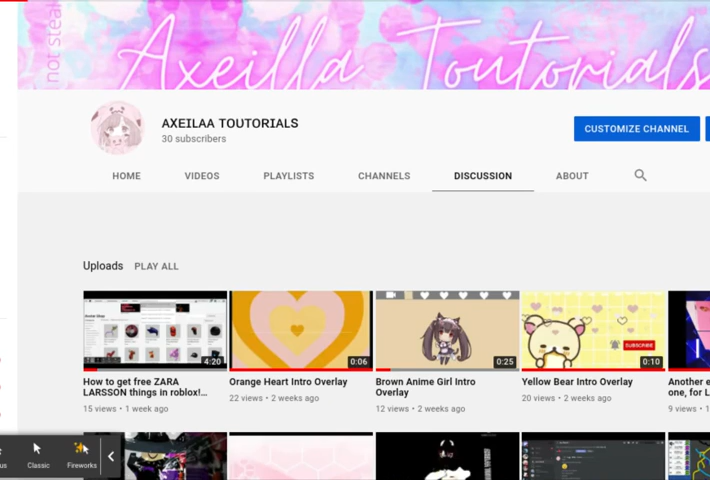 not steal
Axeilla Toutorials
AXEILAA TOUTORIALS
30 subscribers
CUSTOMIZE CHANNEL
HOME VIDEOS PLAYLISTS CHANNELS DISCUSSION ABOUT
Uploads PLAY ALL
4:20 0:06 0:25 SUBSCRIBE 0:10
How to get free ZARA Orange Heart Intro Overlay Brown Anime Girl Intro Yellow Bear Intro Overlay Another e
LARSSON things in roblox!... Overlay one, for L
15 views • 1 week ago 22 views • 2 weeks ago 12 views • 2 weeks ago 20 views • 2 weeks ago 9 views • 1
us Classic Fireworks